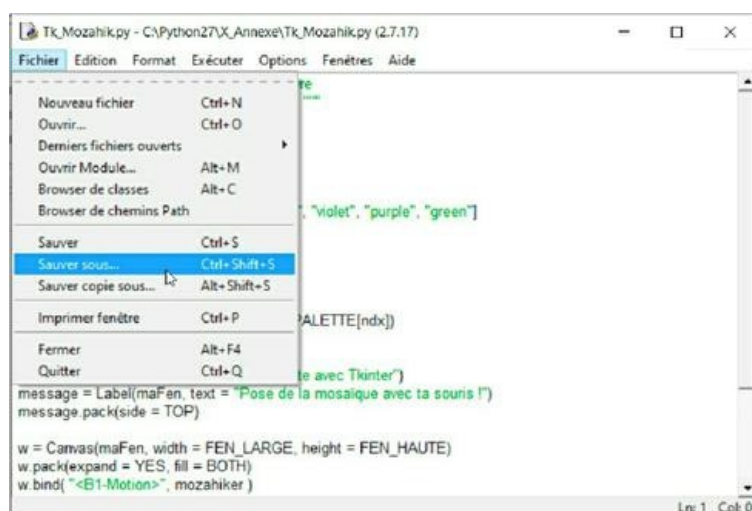 Tk_Mozahik.py - C:\Python27\X_Annexe\Tk_Mozahik.py (2.7.17)
Fichier Edition Format Exécuter Options Fenêtres Aide
re
Nouveau fichier Ctrl+N
Ouvrir... Ctrl+O
Derniers fichiers ouverts
Ouvrir Module... Alt+M
Browser de classes Alt+C
Browser de chemins Path
", "violet", "purple", "green"]
Sauver Ctrl+S
Sauver sous... Ctrl+Shift+S
Sauver copie sous... Alt+Shift+S
Imprimer fenêtre Ctrl+P
ALETTE[ndx])
Fermer Alt+F4
Quitter Ctrl+Q
te avec Tkinter")
message = Label(maFen, text = "Pose de la mosaïque avec ta souris !")
message.pack(side = TOP)
w = Canvas(maFen, width = FEN_LARGE, height = FEN_HAUTE)
w.pack(expand = YES, fill = BOTH)
w.bind( "<B1-Motion>", mozahiker )
Ln: 1 Col: 0